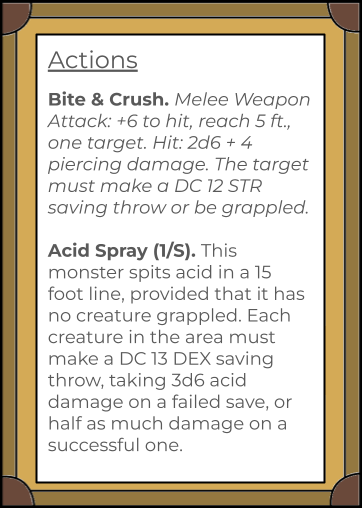 Actions
Bite & Crush. Melee Weapon
Attack: +6 to hit, reach 5 ft.,
one target. Hit: 2d6 + 4
piercing damage. The target
must make a DC 12 STR
saving throw or be grappled.
Acid Spray (1/S). This
monster spits acid in a 15
foot line, provided that it has
no creature grappled. Each
creature in the area must
make a DC 13 DEX saving
throw, taking 3d6 acid
damage on a failed save, or
half as much damage on a
successful one.